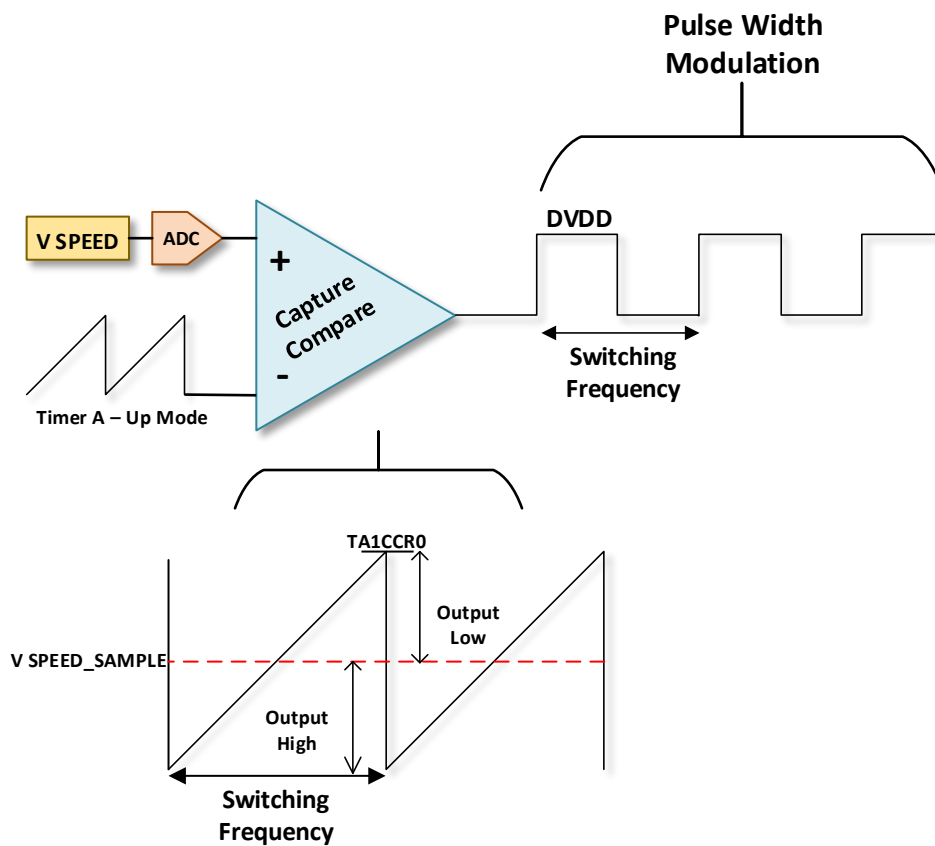 Pulse Width
Modulation
DVDD
V SPEED
ADC
+
Capture
Compare
-
Switching
Frequency
Timer A – Up Mode
TA1CCR0
Output
Low
V SPEED_SAMPLE
Output
High
Switching
Frequency